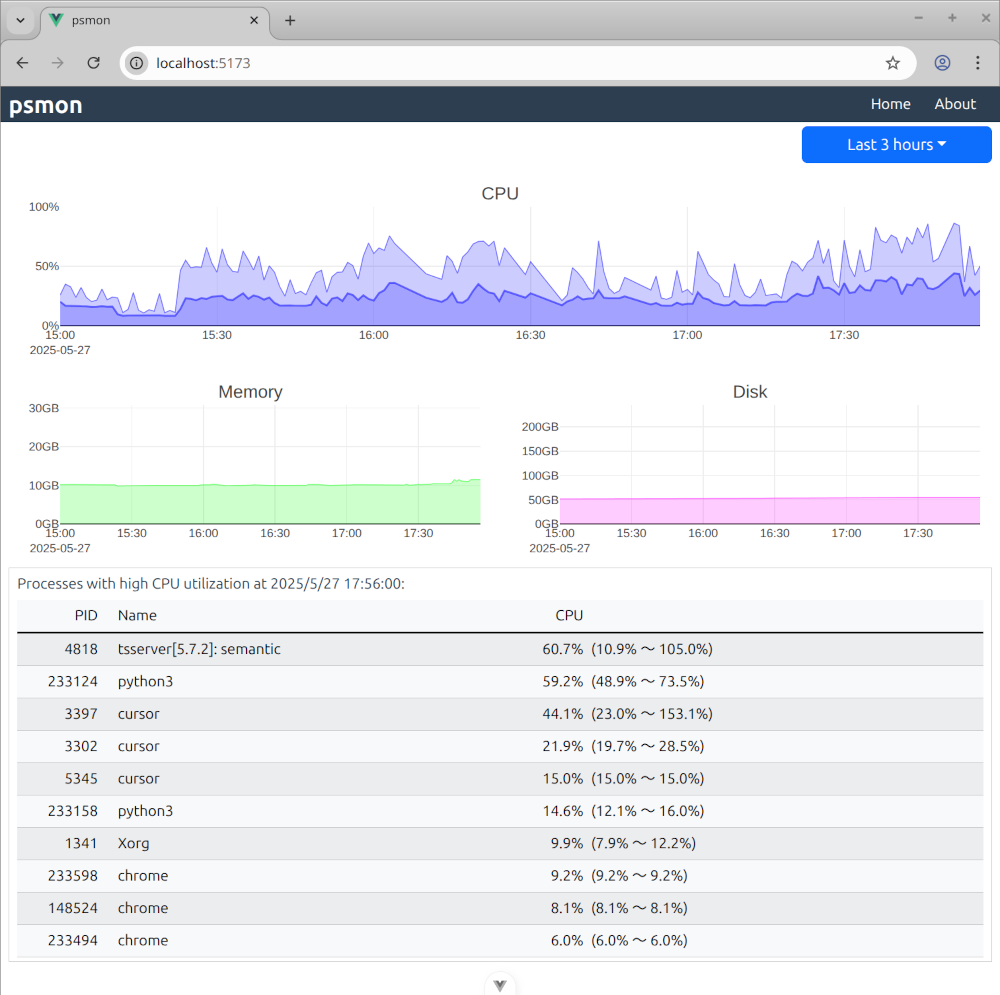 psmon
localhost:5173
psmon Home About
Last 3 hours
CPU
100%
50%
0%
15:00 15:30 16:00 16:30 17:00 17:30
2025-05-27
Memory
30GB
20GB
10GB
0GB
15:00 15:30 16:00 16:30 17:00 17:30
2025-05-27
Disk
200GB
150GB
100GB
50GB
0GB
15:00 15:30 16:00 16:30 17:00 17:30
2025-05-27
Processes with high CPU utilization at 2025/5/27 17:56:00:
PID Name CPU
4818 tsserver[5.7.2]: semantic 60.7% (10.9% ～ 105.0%)
233124 python3 59.2% (48.9% ～ 73.5%)
3397 cursor 44.1% (23.0% ～ 153.1%)
3302 cursor 21.9% (19.7% ～ 28.5%)
5345 cursor 15.0% (15.0% ～ 15.0%)
233158 python3 14.6% (12.1% ～ 16.0%)
1341 Xorg 9.9% (7.9% ～ 12.2%)
233598 chrome 9.2% (9.2% ～ 9.2%)
148524 chrome 8.1% (8.1% ～ 8.1%)
233494 chrome 6.0% (6.0% ～ 6.0%)